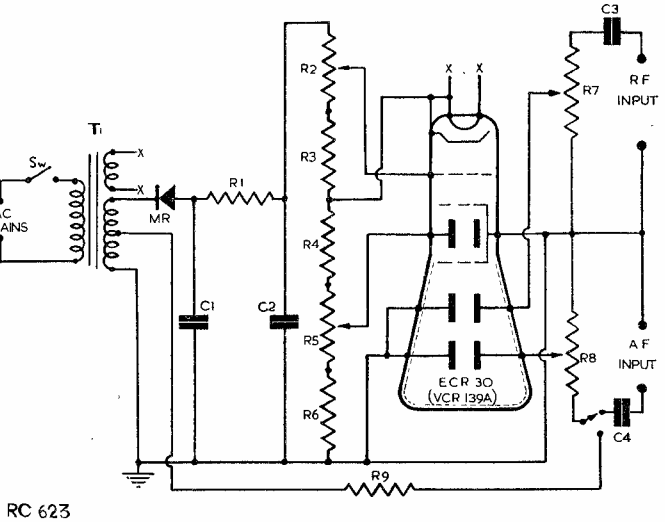 C3
X X
R2
R7
RF
INPUT
T1
Sw
X
R3
R1
X
MR
AC
MAINS
R4
C1
C2
R5
AF
INPUT
R8
ECR 30
(VCR 139A)
R6
C4
R9
RC 623